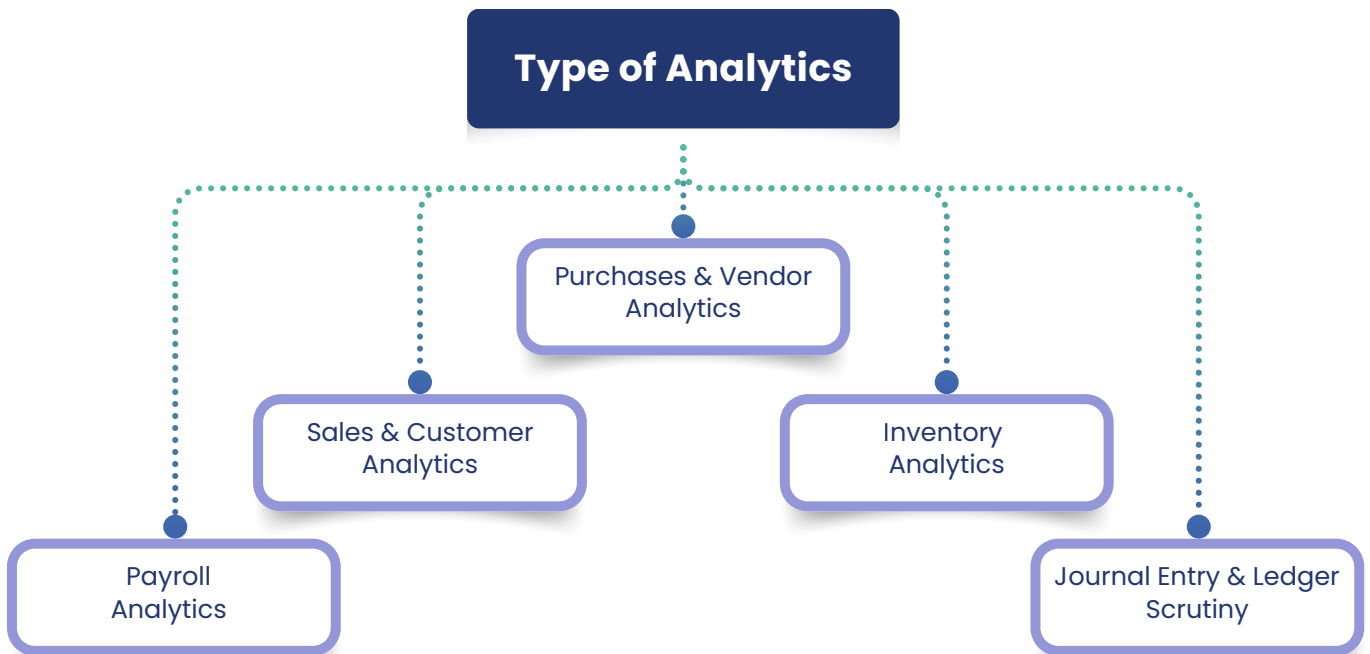 Type of Analytics
Purchases & Vendor
Analytics
Sales & Customer
Analytics
Inventory
Analytics
Payroll
Analytics
Journal Entry & Ledger
Scrutiny